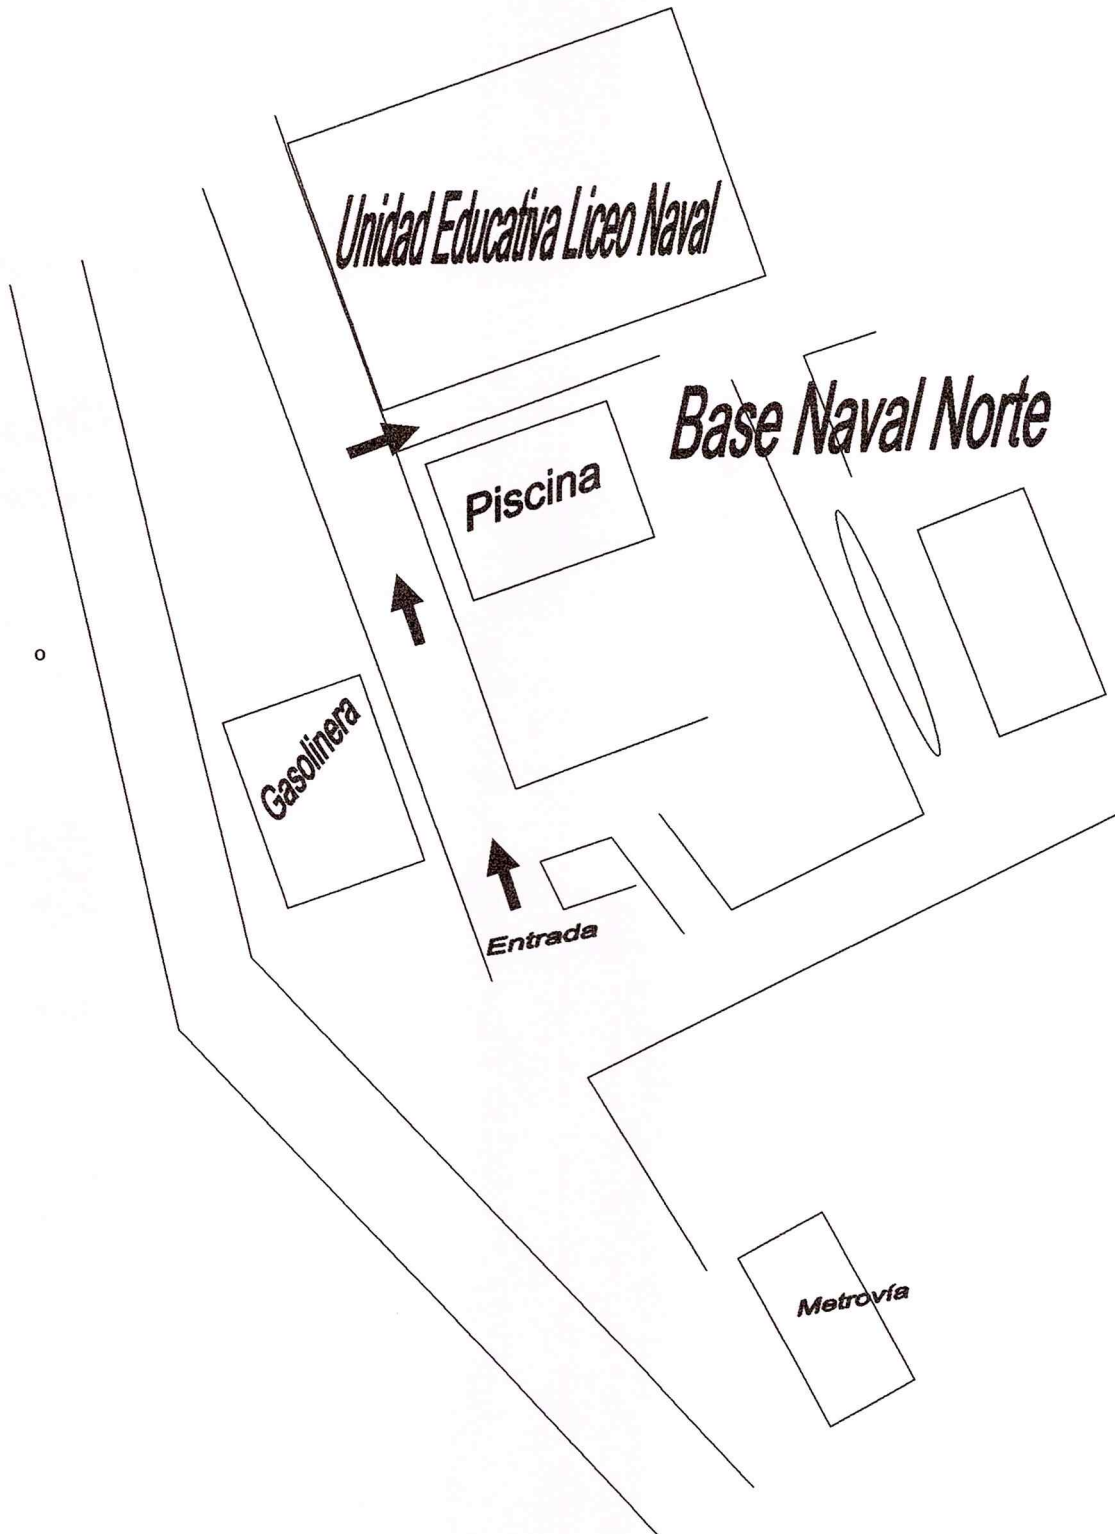 Unidad Educativa Liceo Naval
Base Naval Norte
Piscina
o
Gasolinera
Entrada
Metrovía